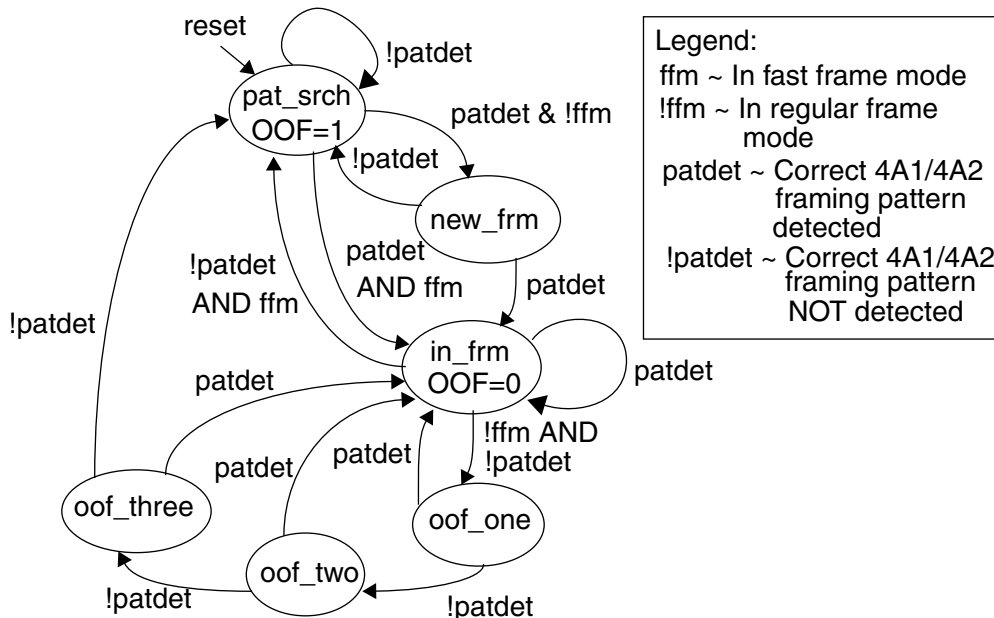 reset
!patdet
pat_srch
OOF=1
patdet & !ffm
!patdet
new_frm
!patdet
AND ffm
patdet
AND ffm
patdet
!patdet
in_frm
OOF=0
patdet
patdet
!ffm AND
!patdet
patdet
patdet
oof_three
oof_one
oof_two
!patdet
!patdet
Legend:
ffm ~ In fast frame mode
!ffm ~ In regular frame
mode
patdet ~ Correct 4A1/4A2
framing pattern
detected
!patdet ~ Correct 4A1/4A2
framing pattern
NOT detected